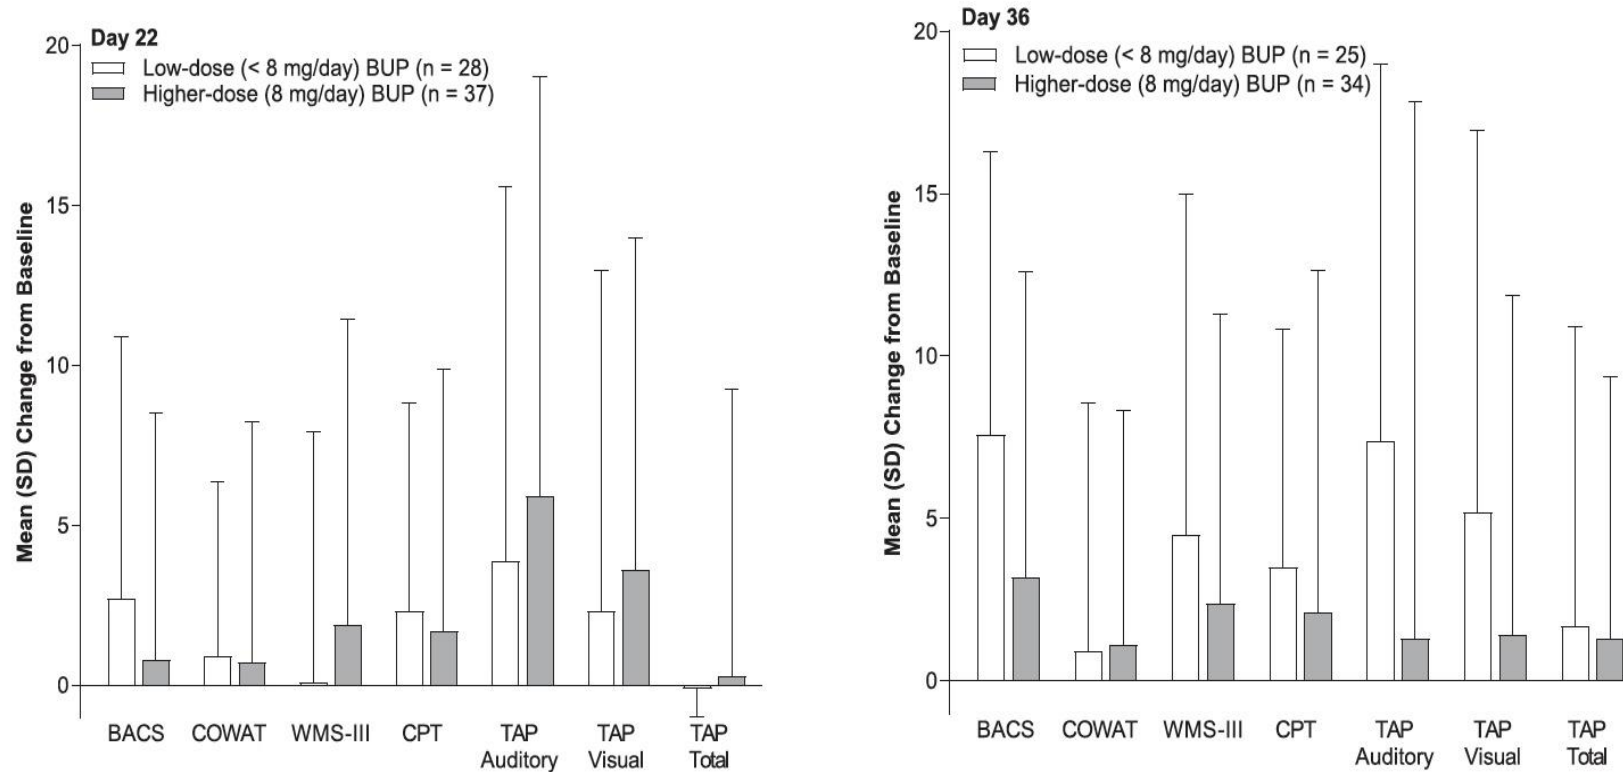 Day 22
Low-dose (< 8 mg/day) BUP (n = 28)
Higher-dose (8 mg/day) BUP (n = 37)
Mean (SD) Change from Baseline
20
15
10
5
0
BACS COWAT WMS-III CPT TAP Auditory TAP Visual TAP Total
Day 36
Low-dose (< 8 mg/day) BUP (n = 25)
Higher-dose (8 mg/day) BUP (n = 34)
Mean (SD) Change from Baseline
20
15
10
5
0
BACS COWAT WMS-III CPT TAP Auditory TAP Visual TAP Total